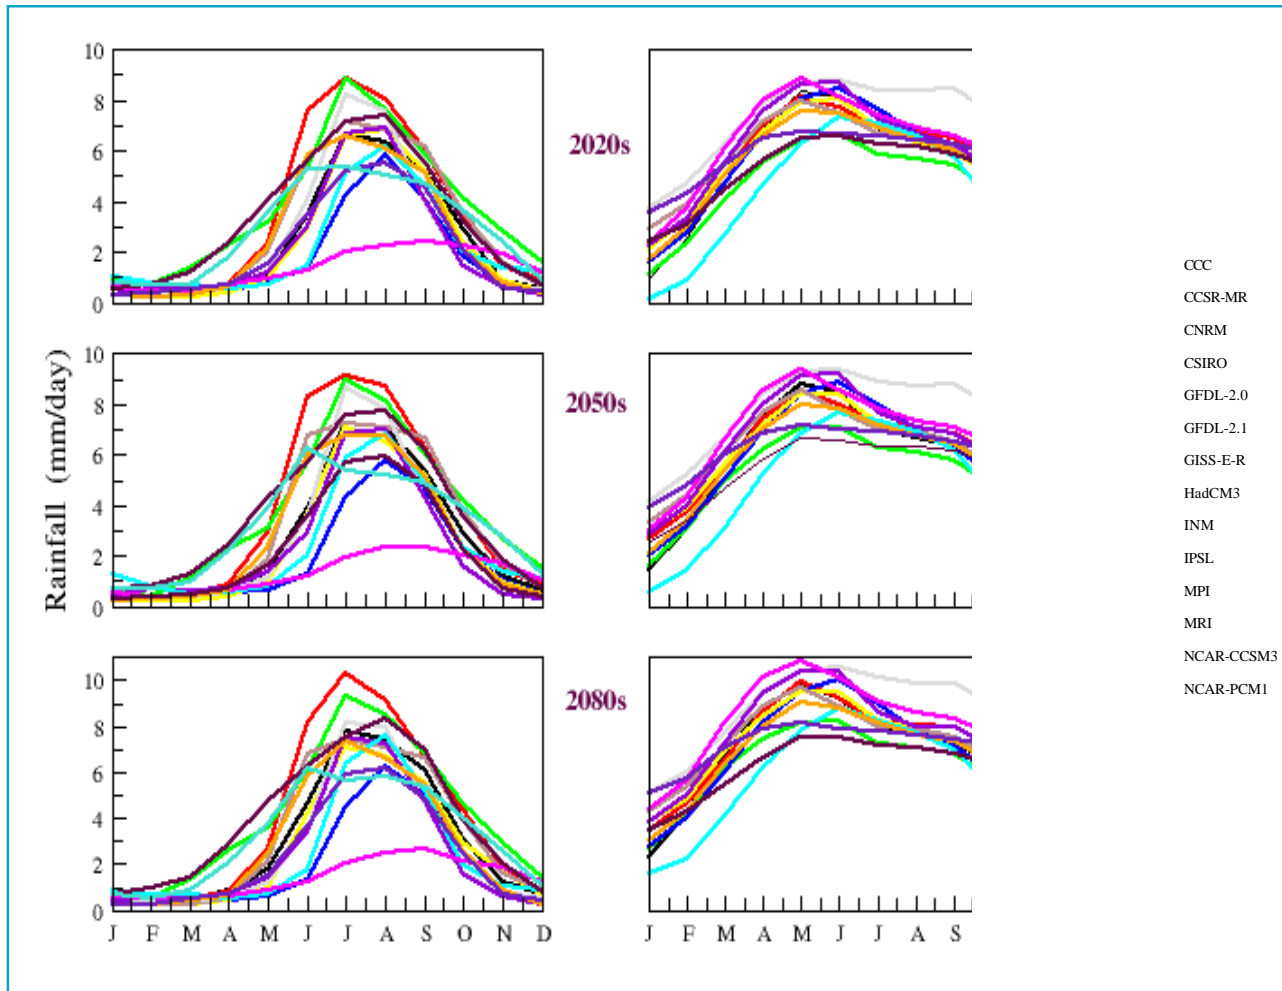 10
8
6
4
2
0
2020s
Rainfall (mm/day)
10
8
6
4
2
0
2050s
10
8
6
4
2
0
2080s
J F M A M J J A S O N D
J F M A M J J A S
CCC
CCSR-MR
CNRM
CSIRO
GFDL-2.0
GFDL-2.1
GISS-E-R
HadCM3
INM
IPSL
MPI
MRI
NCAR-CCSM3
NCAR-PCM1